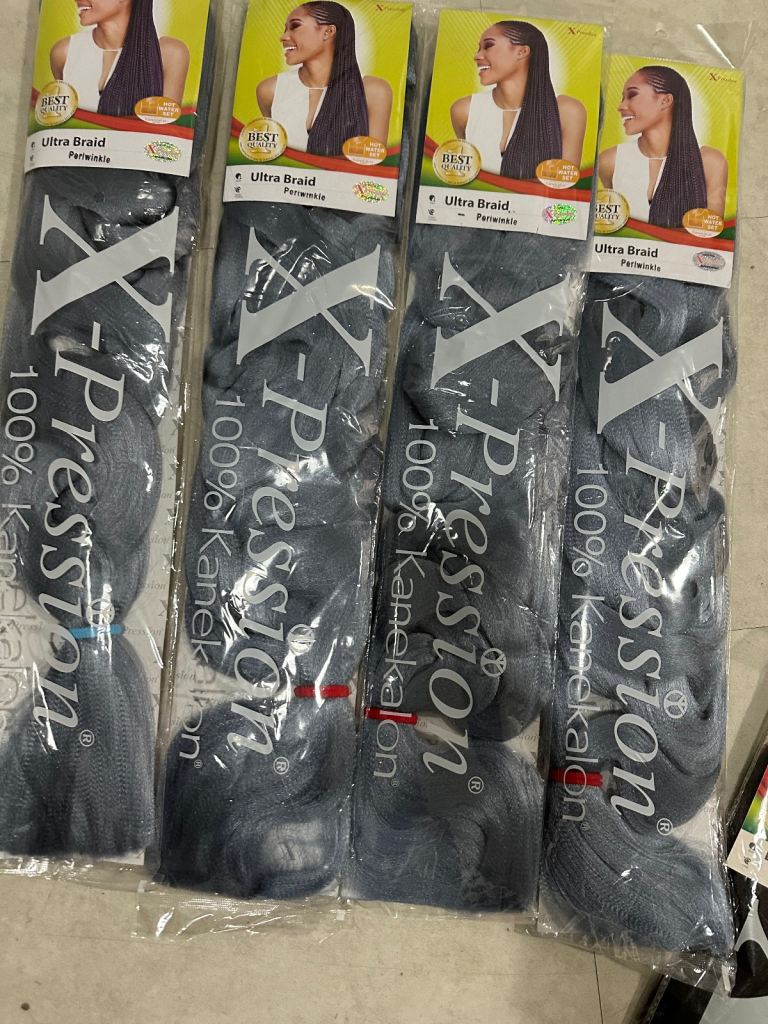 BEST
QUALITY
HOT
WATER
SET
Ultra Braid
Periwinkle
X-Pression®
100% Kanekalon
BEST
QUALITY
HOT
WATER
SET
Ultra Braid
Periwinkle
X-Pression®
100% Kanekalon®
X-Pression
BEST
QUALITY
HOT
WATER
SET
Ultra Braid
Periwinkle
X-Pression®
100% Kanekalon®
X-Pression
BEST
QUALITY
HOT
WATER
SET
Ultra Braid
Periwinkle
X-Pression®
100% Kanekalon®